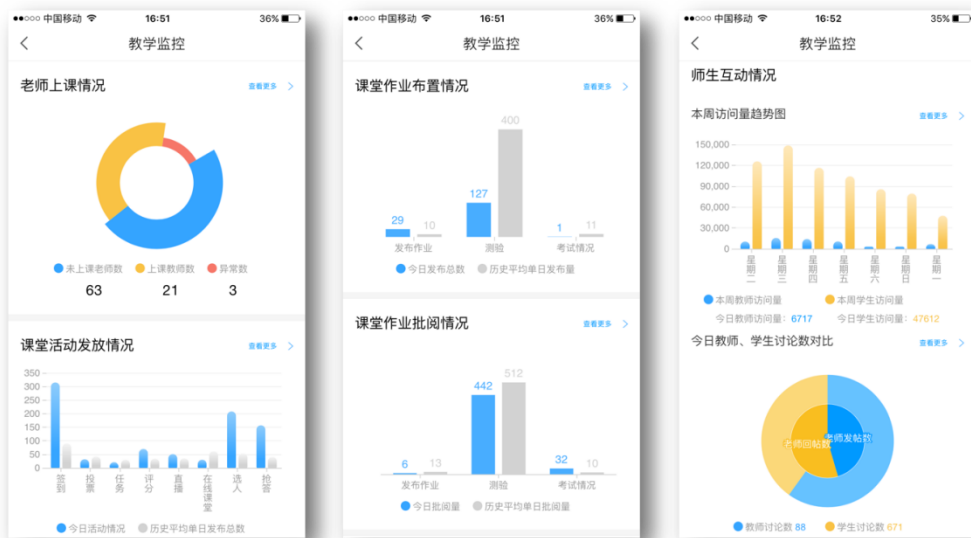 ●●○○○ 中国移动 16:51 36%
教学监控
老师上课情况 查看更多
未上课老师数 上课教师数 异常数
63 21 3
课堂活动发放情况 查看更多
350
300
250
200
150
100
50
0
签到 投票 任务 评分 直播 在线课堂 选人 抢答
今日活动情况 历史平均单日发布总数
●●○○○ 中国移动 16:51 36%
教学监控
课堂作业布置情况 查看更多
400
127
29 10 1 11
发布作业 测验 考试情况
今日发布总数 历史平均单日发布量
课堂作业批阅情况 查看更多
512
442
6 13 32 10
发布作业 测验 考试情况
今日批阅量 历史平均单日批阅量
●●○○○ 中国移动 16:52 35%
教学监控
师生互动情况
本周访问量趋势图 查看更多
150,000
120,000
90,000
60,000
30,000
0
星期二 星期三 星期四 星期五 星期六 星期日 星期一
本周教师访问量 本周学生访问量
今日教师访问量: 6717 今日学生访问量: 47612
今日教师、学生讨论数对比 查看更多
老师回帖数 老师发帖数
教师讨论数 88 学生讨论数 671